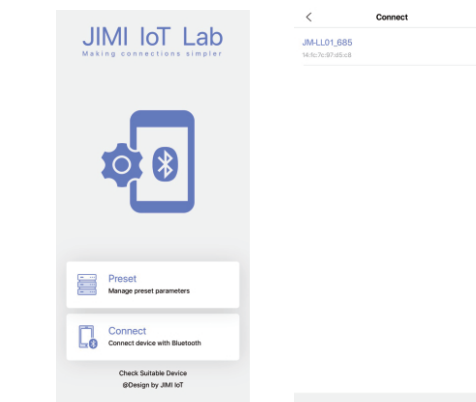 JIMI IoT Lab
Making connections simpler
Preset
Manage preset parameters
Connect
Connect device with Bluetooth
Check Suitable Device
@Design by JIMI IoT
Connect
JM-LL01_685